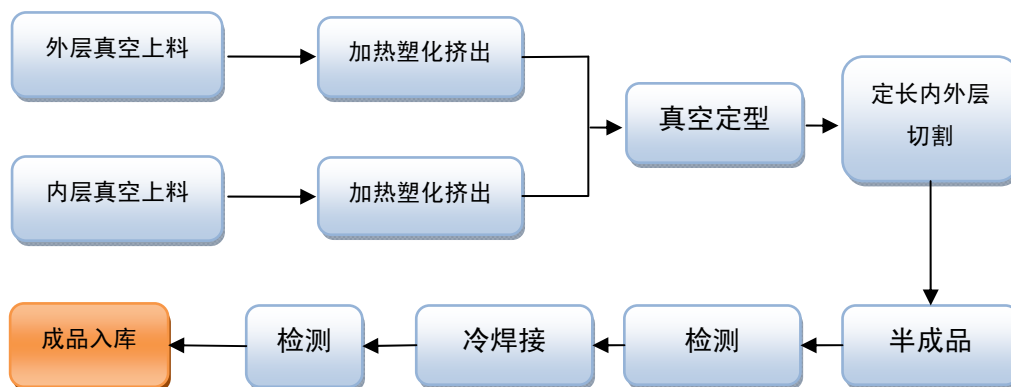 外层真空上料
加热塑化挤出
真空定型
定长内外层
切割
内层真空上料
加热塑化挤出
半成品
检测
冷焊接
检测
成品入库